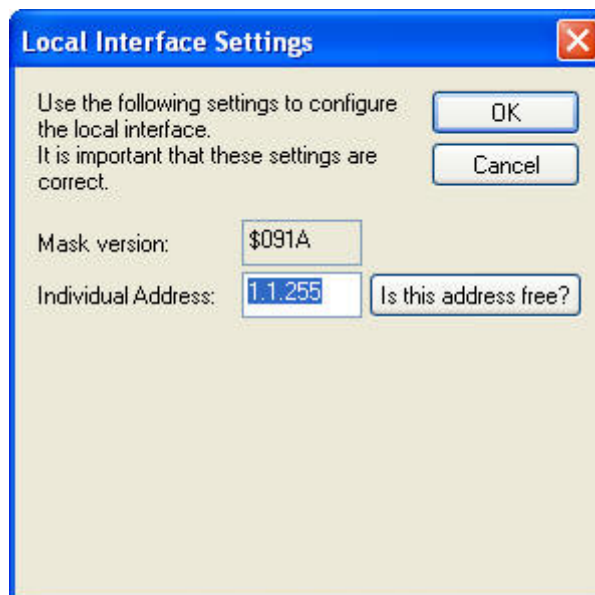 Local Interface Settings
Use the following settings to configure
the local interface.
It is important that these settings are
correct.
OK
Cancel
Mask version: $091A
Individual Address: 1.1.255 Is this address free?